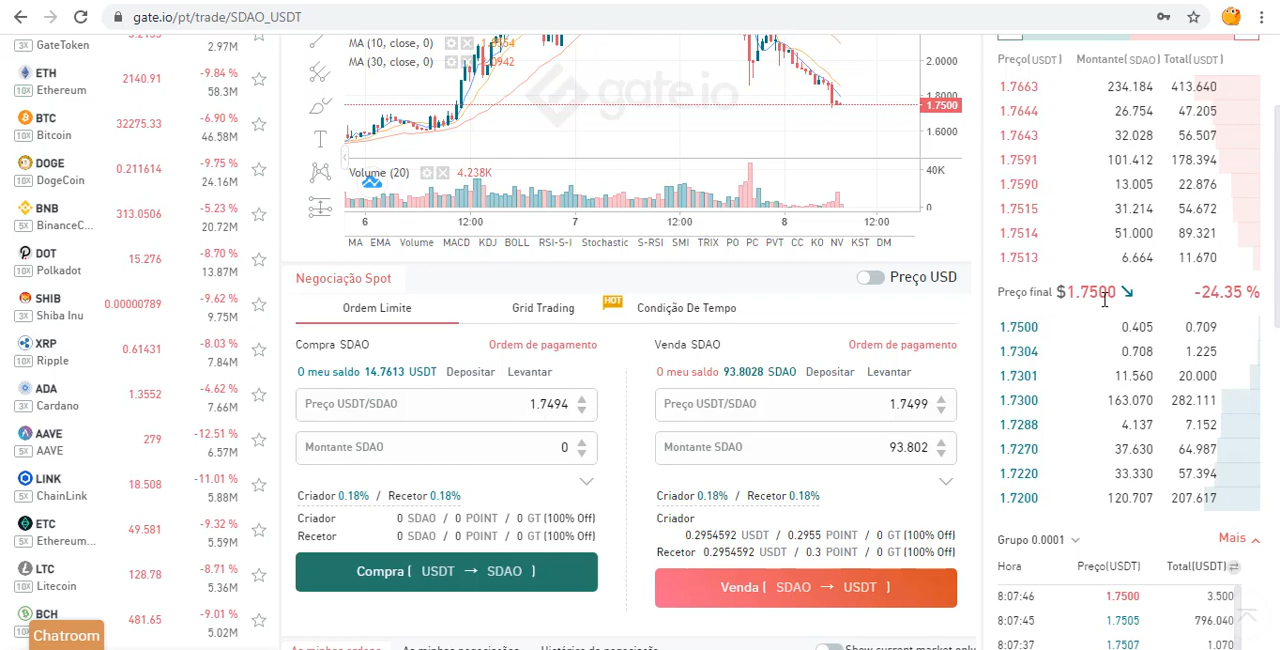 gate.io/pt/trade/SDAO_USDT
3X GateToken 2.97M
ETH 2140.91 -9.84 %
10X Ethereum 58.3M
BTC 32275.33 -6.90 %
10X Bitcoin 46.58M
DOGE 0.211614 -9.75 %
10X DogeCoin 24.16M
BNB 313.0506 -5.23 %
5X BinanceC... 20.72M
DOT 15.276 -8.70 %
10X Polkadot 13.87M
SHIB 0.00000789 -9.62 %
3X Shiba Inu 9.75M
XRP 0.61431 -8.03 %
10X Ripple 7.84M
ADA 1.3552 -4.62 %
3X Cardano 7.66M
AAVE 279 -12.51 %
5X AAVE 6.57M
LINK 18.508 -11.01 %
5X ChainLink 5.88M
ETC 49.581 -9.32 %
5X Ethereum... 5.59M
LTC 128.78 -8.71 %
10X Litecoin 5.36M
BCH 481.65 -9.01 %
5.02M
Chatroom
MA (10, close, 0)
MA (30, close, 0)
gate.io
2.0000
1.8000
1.7500
1.6000
Volume (20) 4.238K
40K
0
6 12:00 7 12:00 8 12:00
MA EMA Volume MACD KDJ BOLL RSI-S-I Stochastic S-RSI SMI TRIX PO PC PVT CC KO NV KST DM
Negociação Spot
Preço USD
Ordem Limite Grid Trading HOT Condição De Tempo
Compra SDAO Ordem de pagamento
O meu saldo 14.7613 USDT Depositar Levantar
Preço USDT/SDAO 1.7494
Montante SDAO 0
Criador 0.18% / Recetor 0.18%
Criador 0 SDAO / 0 POINT / 0 GT (100% Off)
Recetor 0 SDAO / 0 POINT / 0 GT (100% Off)
Compra [ USDT → SDAO ]
Venda SDAO Ordem de pagamento
O meu saldo 93.8028 SDAO Depositar Levantar
Preço USDT/SDAO 1.7499
Montante SDAO 93.802
Criador 0.18% / Recetor 0.18%
Criador
0.2954592 USDT / 0.2955 POINT / 0 GT (100% Off)
Recetor 0.2954592 USDT / 0.3 POINT / 0 GT (100% Off)
Venda [ SDAO → USDT ]
Show current market only
Preço(USDT) Montante(SDAO) Total(USDT)
1.7663 234.184 413.640
1.7644 26.754 47.205
1.7643 32.028 56.507
1.7591 101.412 178.394
1.7590 13.005 22.876
1.7515 31.214 54.672
1.7514 51.000 89.321
1.7513 6.664 11.670
Preço final $1.7500 -24.35 %
1.7500 0.405 0.709
1.7304 0.708 1.225
1.7301 11.560 20.000
1.7300 163.070 282.111
1.7288 4.137 7.152
1.7270 37.630 64.987
1.7220 33.330 57.394
1.7200 120.707 207.617
Grupo 0.0001 Mais
Hora Preço(USDT) Total(USDT)
8:07:46 1.7500 3.500
8:07:45 1.7505 796.040
8:07:37 1.7507 1.070